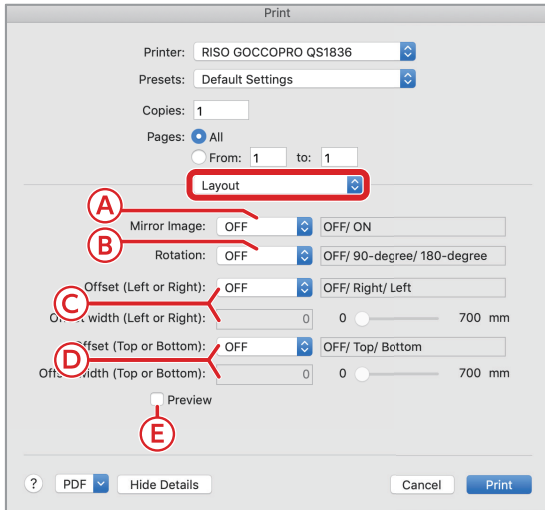 Print
Printer: RISO GOCCOPRO QS1836
Presets: Default Settings
Copies: 1
Pages: All
From: 1 to: 1
Layout
A
Mirror Image: OFF OFF/ ON
B
Rotation: OFF OFF/ 90-degree/ 180-degree
Offset (Left or Right): OFF OFF/ Right/ Left
C
Offset width (Left or Right): 0 0 700 mm
Offset (Top or Bottom): OFF OFF/ Top/ Bottom
D
Offset width (Top or Bottom): 0 0 700 mm
Preview
E
? PDF Hide Details Cancel Print